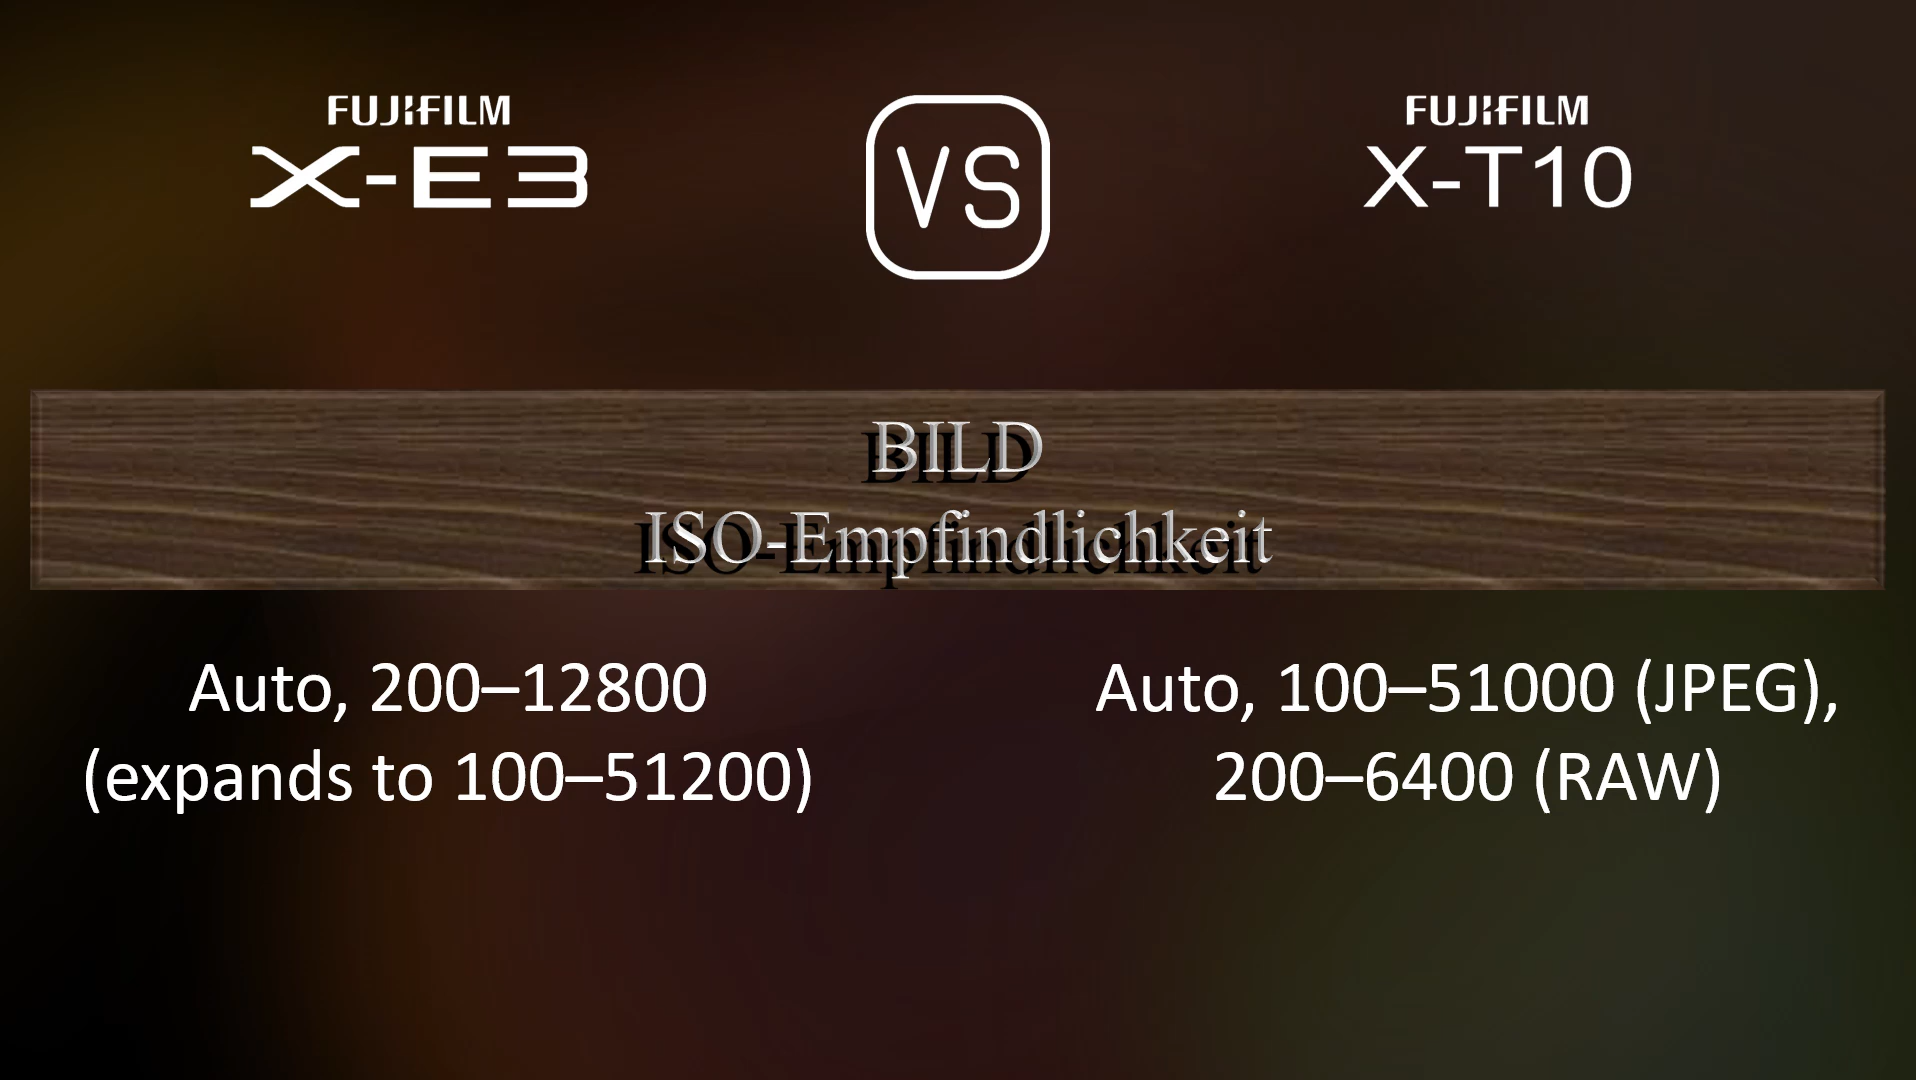 FUJIFILM
X-E3
VS
FUJIFILM
X-T10
BILD
ISO-Empfindlichkeit
Auto, 200–12800
(expands to 100–51200)
Auto, 100–51000 (JPEG),
200–6400 (RAW)